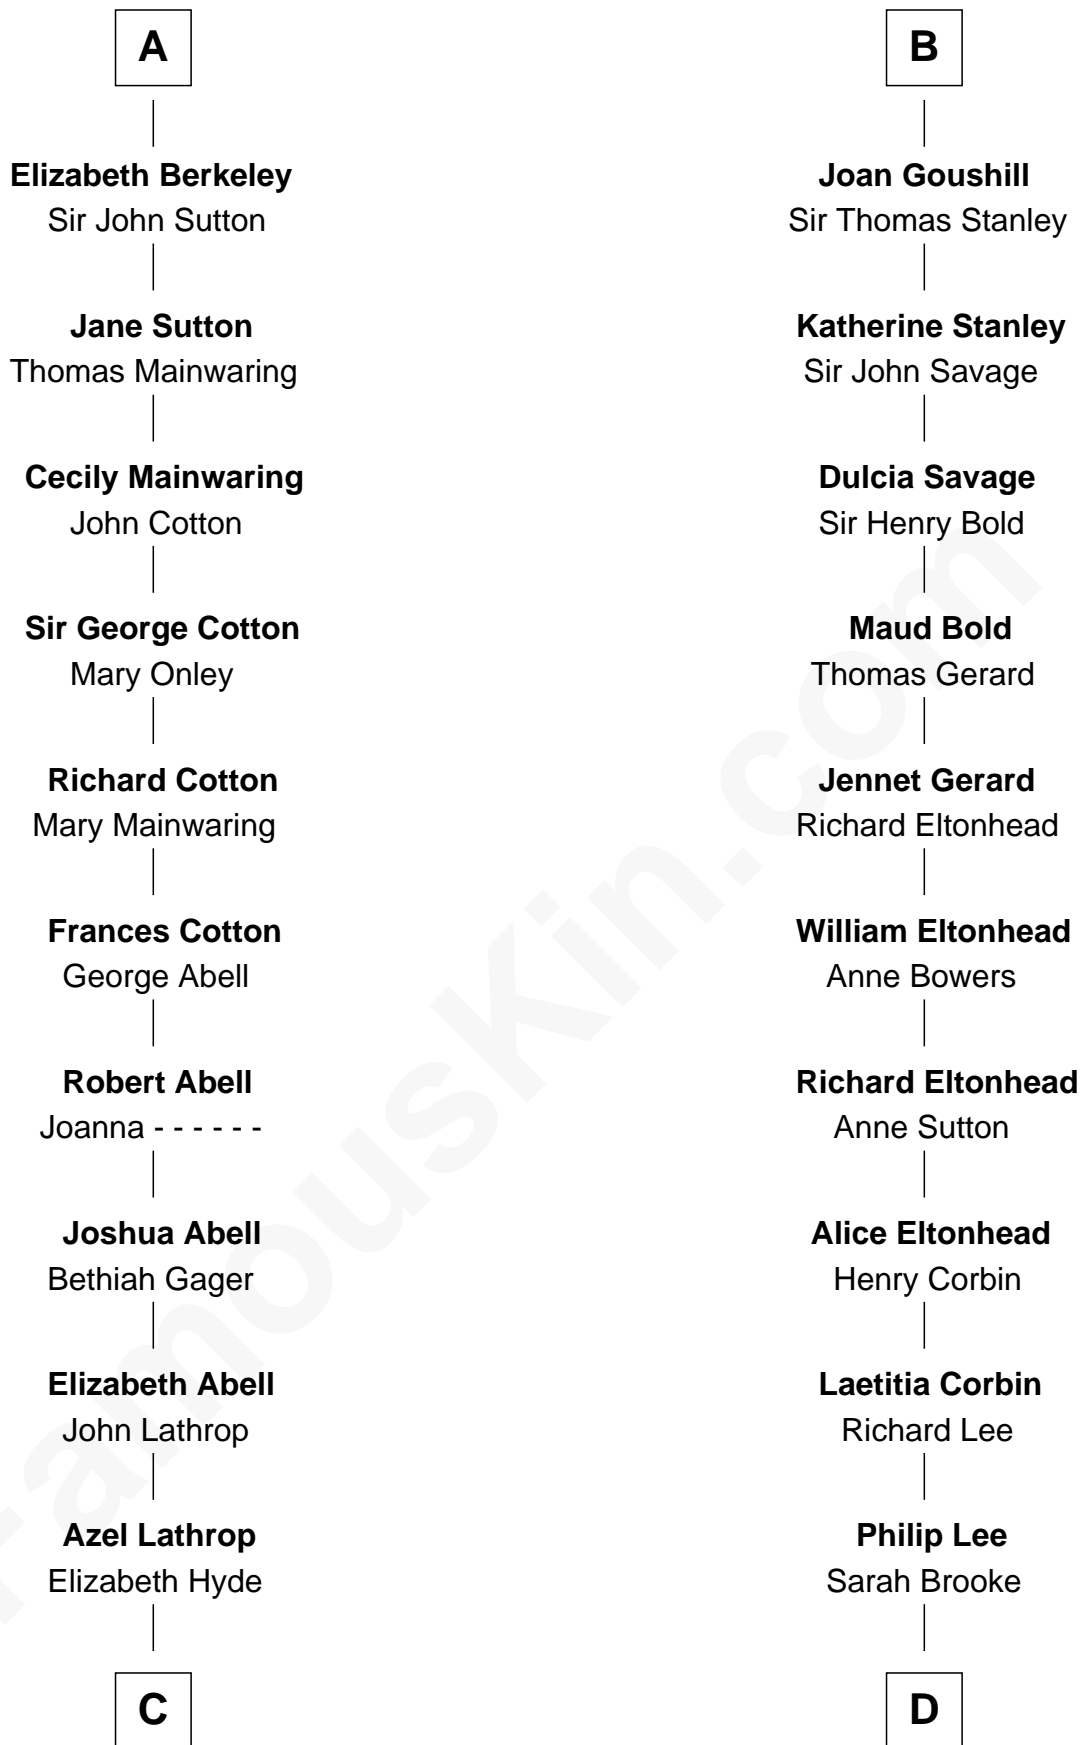 A
Elizabeth Berkeley
Sir John Sutton
Jane Sutton
Thomas Mainwaring
Cecily Mainwaring
John Cotton
Sir George Cotton
Mary Onley
Richard Cotton
Mary Mainwaring
Frances Cotton
George Abell
Robert Abell
Joanna - - - - - -
Joshua Abell
Bethiah Gager
Elizabeth Abell
John Lathrop
Azel Lathrop
Elizabeth Hyde
C
B
Joan Goushill
Sir Thomas Stanley
Katherine Stanley
Sir John Savage
Dulcia Savage
Sir Henry Bold
Maud Bold
Thomas Gerard
Jennet Gerard
Richard Eltonhead
William Eltonhead
Anne Bowers
Richard Eltonhead
Anne Sutton
Alice Eltonhead
Henry Corbin
Laetitia Corbin
Richard Lee
Philip Lee
Sarah Brooke
D
FamousKin.com